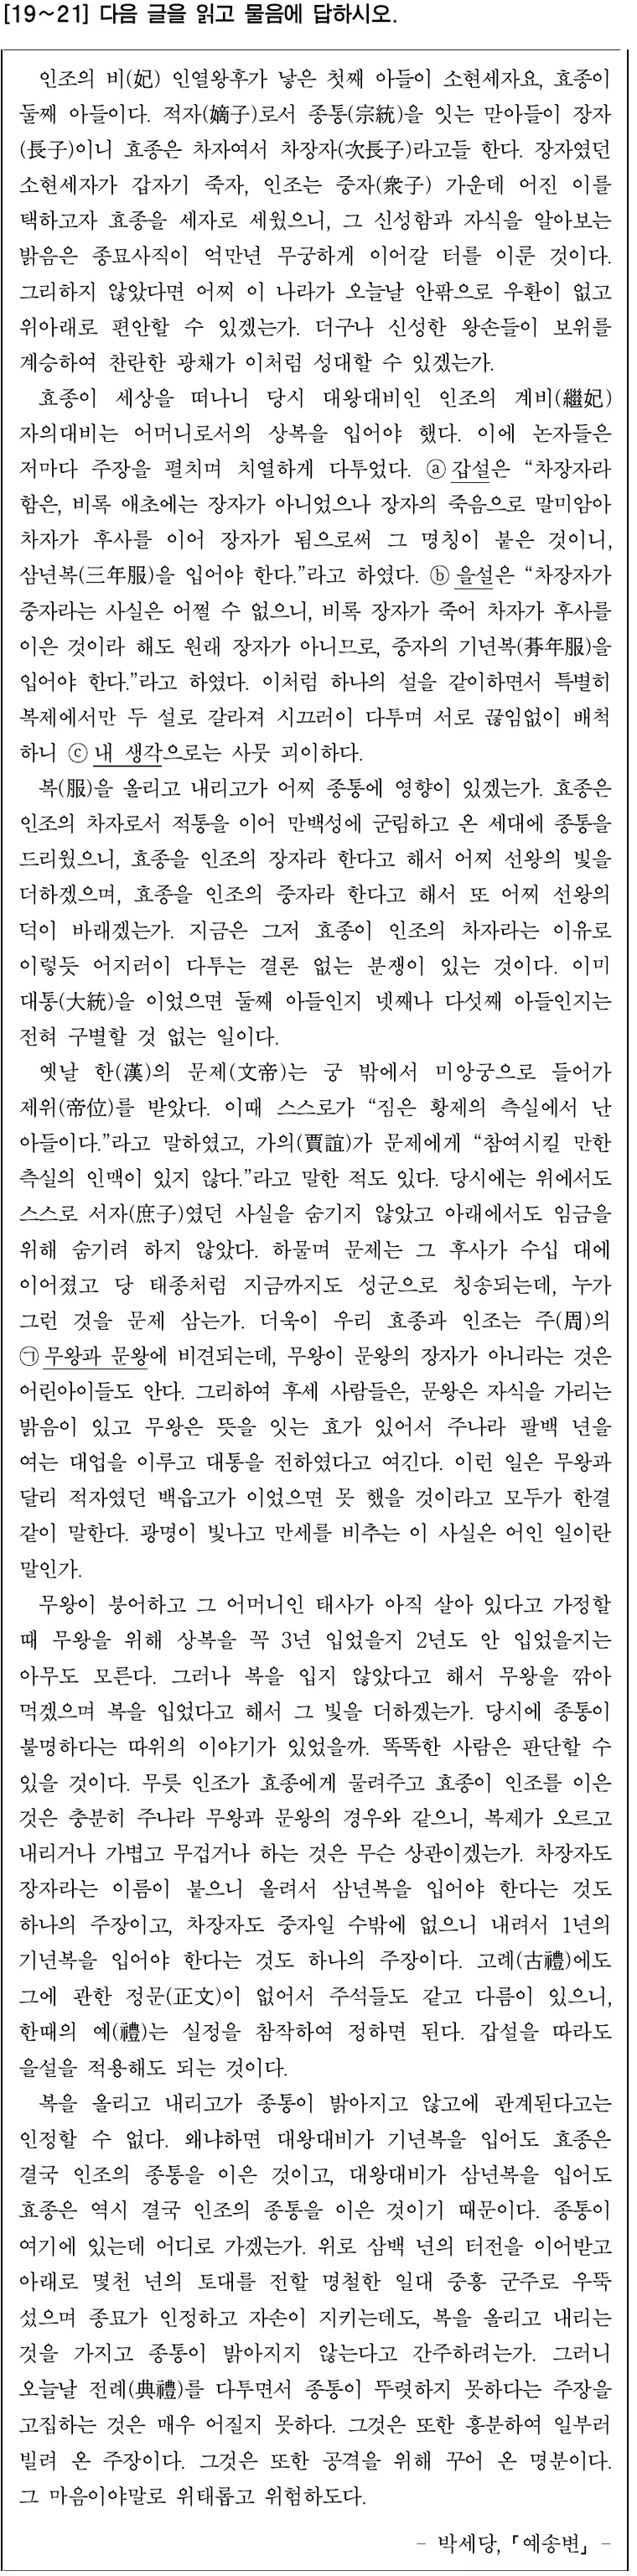 [19~21] 다음 글을 읽고 물음에 답하시오.
인조의 비(妃) 인열왕후가 낳은 첫째 아들이 소현세자요, 효종이
둘째 아들이다. 적자(嫡子)로서 종통(宗統)을 잇는 맏아들이 장자
(長子)이니 효종은 차자여서 차장자(次長子)라고들 한다. 장자였던
소현세자가 갑자기 죽자, 인조는 중자(衆子) 가운데 어진 이를
택하고자 효종을 세자로 세웠으니, 그 신성함과 자식을 알아보는
밝음은 종묘사직이 억만년 무궁하게 이어갈 터를 이룬 것이다.
그리하지 않았다면 어찌 이 나라가 오늘날 안팎으로 우환이 없고
위아래로 편안할 수 있겠는가. 더구나 신성한 왕손들이 보위를
계승하여 찬란한 광채가 이처럼 성대할 수 있겠는가.
효종이 세상을 떠나니 당시 대왕대비인 인조의 계비(繼妃)
자의대비는 어머니로서의 상복을 입어야 했다. 이에 논자들은
저마다 주장을 펼치며 치열하게 다투었다. ⓐ 갑설은 “차장자라
함은, 비록 애초에는 장자가 아니었으나 장자의 죽음으로 말미암아
차자가 후사를 이어 장자가 됨으로써 그 명칭이 붙은 것이니,
삼년복(三年服)을 입어야 한다.”라고 하였다. ⓑ 을설은 “차장자가
중자라는 사실은 어쩔 수 없으니, 비록 장자가 죽어 차자가 후사를
이은 것이라 해도 원래 장자가 아니므로, 중자의 기년복(朞年服)을
입어야 한다.”라고 하였다. 이처럼 하나의 설을 같이하면서 특별히
복제에서만 두 설로 갈라져 시끄러이 다투며 서로 끊임없이 배척
하니 ⓒ 내 생각으로는 사뭇 괴이하다.
복(服)을 올리고 내리고가 어찌 종통에 영향이 있겠는가. 효종은
인조의 차자로서 적통을 이어 만백성에 군림하고 온 세대에 종통을
드리웠으니, 효종을 인조의 장자라 한다고 해서 어찌 선왕의 빛을
더하겠으며, 효종을 인조의 중자라 한다고 해서 또 어찌 선왕의
덕이 바래겠는가. 지금은 그저 효종이 인조의 차자라는 이유로
이렇듯 어지러이 다투는 결론 없는 분쟁이 있는 것이다. 이미
대통(大統)을 이었으면 둘째 아들인지 넷째나 다섯째 아들인지는
전혀 구별할 것 없는 일이다.
옛날 한(漢)의 문제(文帝)는 궁 밖에서 미앙궁으로 들어가
제위(帝位)를 받았다. 이때 스스로가 “짐은 황제의 측실에서 난
아들이다.”라고 말하였고, 가의(賈誼)가 문제에게 “참여시킬 만한
측실의 인맥이 있지 않다.”라고 말한 적도 있다. 당시에는 위에서도
스스로 서자(庶子)였던 사실을 숨기지 않았고 아래에서도 임금을
위해 숨기려 하지 않았다. 하물며 문제는 그 후사가 수십 대에
이어졌고 당 태종처럼 지금까지도 성군으로 칭송되는데, 누가
그런 것을 문제 삼는가. 더욱이 우리 효종과 인조는 주(周)의
㉠ 무왕과 문왕에 비견되는데, 무왕이 문왕의 장자가 아니라는 것은
어린아이들도 안다. 그리하여 후세 사람들은, 문왕은 자식을 가리는
밝음이 있고 무왕은 뜻을 잇는 효가 있어서 주나라 팔백 년을
여는 대업을 이루고 대통을 전하였다고 여긴다. 이런 일은 무왕과
달리 적자였던 백읍고가 이었으면 못 했을 것이라고 모두가 한결
같이 말한다. 광명이 빛나고 만세를 비추는 이 사실은 어인 일이란
말인가.
무왕이 붕어하고 그 어머니인 태사가 아직 살아 있다고 가정할
때 무왕을 위해 상복을 꼭 3년 입었을지 2년도 안 입었을지는
아무도 모른다. 그러나 복을 입지 않았다고 해서 무왕을 깎아
먹겠으며 복을 입었다고 해서 그 빛을 더하겠는가. 당시에 종통이
불명하다는 따위의 이야기가 있었을까. 똑똑한 사람은 판단할 수
있을 것이다. 무릇 인조가 효종에게 물려주고 효종이 인조를 이은
것은 충분히 주나라 무왕과 문왕의 경우와 같으니, 복제가 오르고
내리거나 가볍고 무겁거나 하는 것은 무슨 상관이겠는가. 차장자도
장자라는 이름이 붙으니 올려서 삼년복을 입어야 한다는 것도
하나의 주장이고, 차장자도 중자일 수밖에 없으니 내려서 1년의
기년복을 입어야 한다는 것도 하나의 주장이다. 고례(古禮)에도
그에 관한 정문(正文)이 없어서 주석들도 같고 다름이 있으니,
한때의 예(禮)는 실정을 참작하여 정하면 된다. 갑설을 따라도
을설을 적용해도 되는 것이다.
복을 올리고 내리고가 종통이 밝아지고 않고에 관계된다고는
인정할 수 없다. 왜냐하면 대왕대비가 기년복을 입어도 효종은
결국 인조의 종통을 이은 것이고, 대왕대비가 삼년복을 입어도
효종은 역시 결국 인조의 종통을 이은 것이기 때문이다. 종통이
여기에 있는데 어디로 가겠는가. 위로 삼백 년의 터전을 이어받고
아래로 몇천 년의 토대를 전할 명철한 일대 중흥 군주로 우뚝
섰으며 종묘가 인정하고 자손이 지키는데도, 복을 올리고 내리는
것을 가지고 종통이 밝아지지 않는다고 간주하려는가. 그러니
오늘날 전례(典禮)를 다투면서 종통이 뚜렷하지 못하다는 주장을
고집하는 것은 매우 어질지 못하다. 그것은 또한 흥분하여 일부러
빌려 온 주장이다. 그것은 또한 공격을 위해 꾸어 온 명분이다.
그 마음이야말로 위태롭고 위험하도다.
- 박세당, 「예송변」 -